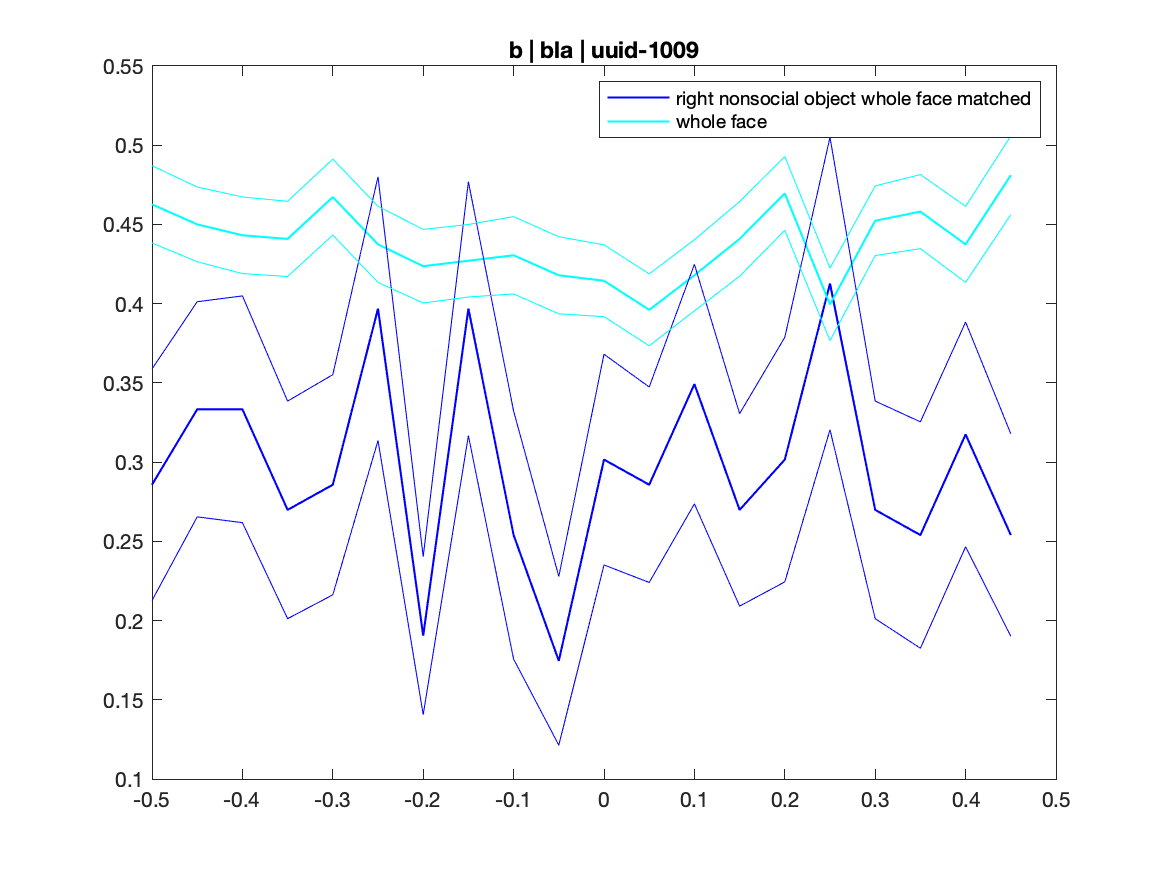 b | bla | uuid-1009
right nonsocial object whole face matched
whole face
0.55
0.5
0.45
0.4
0.35
0.3
0.25
0.2
0.15
0.1
-0.5 -0.4 -0.3 -0.2 -0.1 0 0.1 0.2 0.3 0.4 0.5